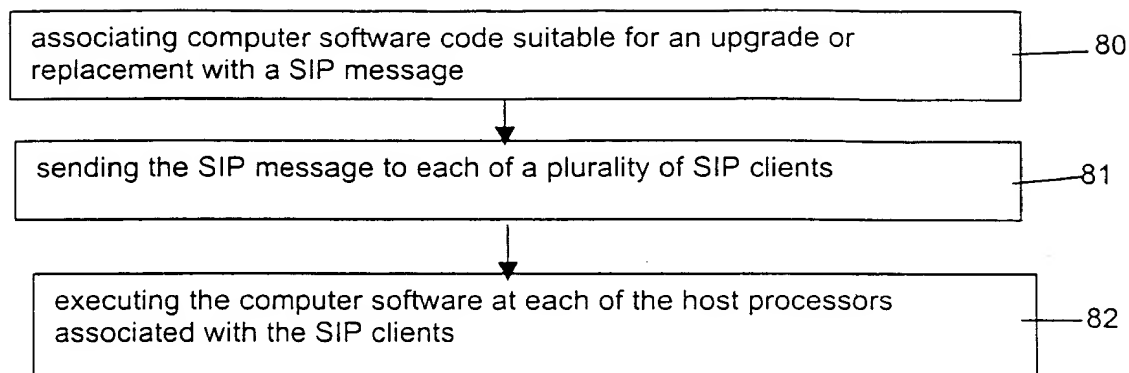 associating computer software code suitable for an upgrade or
replacement with a SIP message
80
sending the SIP message to each of a plurality of SIP clients
81
executing the computer software at each of the host processors
associated with the SIP clients
82